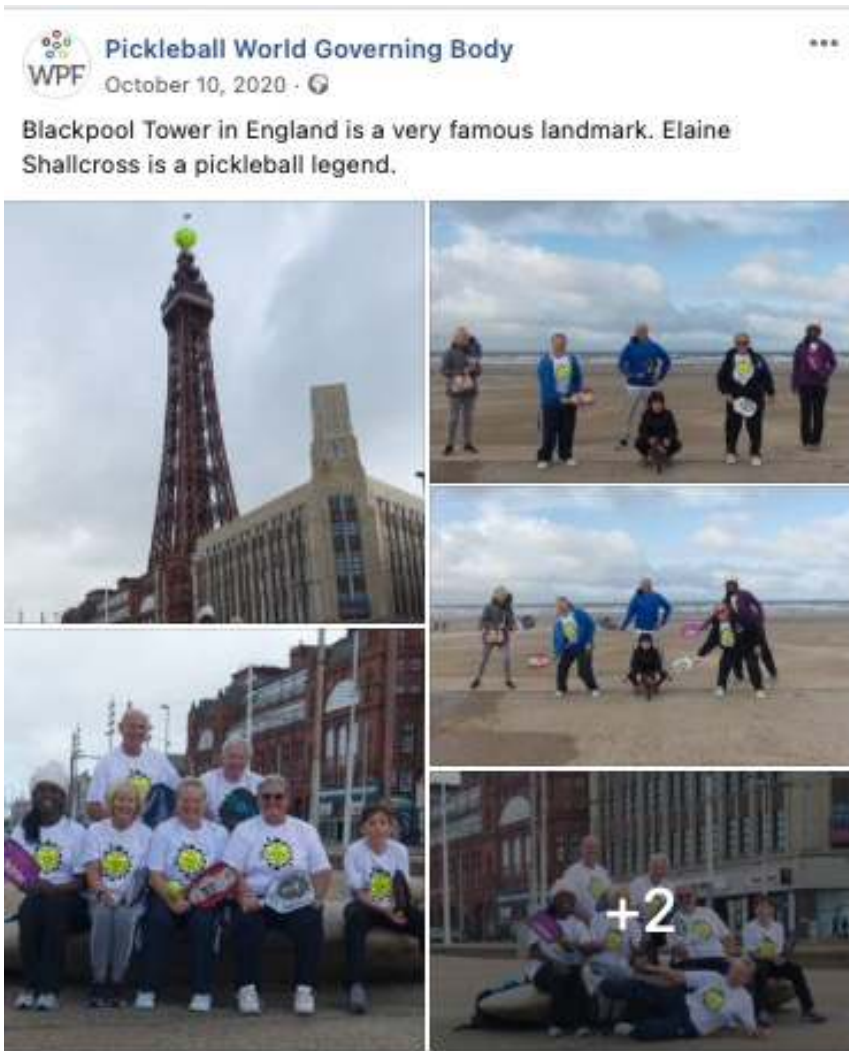 WPF
Pickleball World Governing Body
October 10, 2020 ·
Blackpool Tower in England is a very famous landmark. Elaine
Shallcross is a pickleball legend.
+2